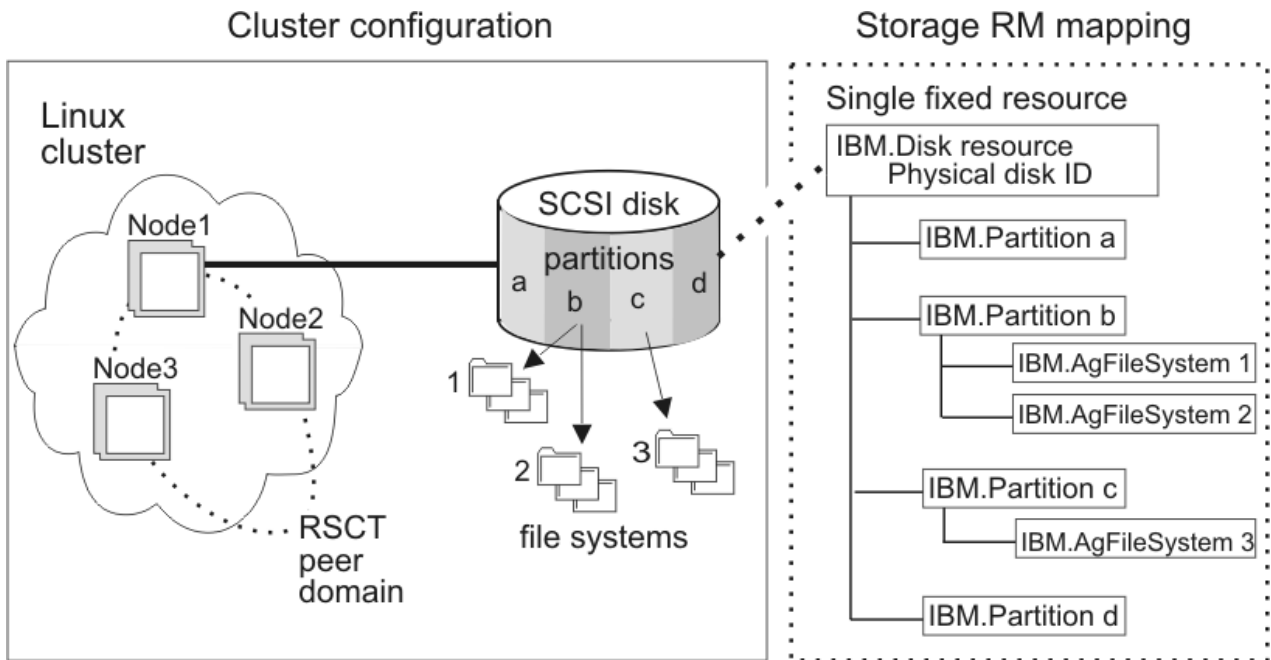 Cluster configuration
Storage RM mapping
Linux
cluster
Node1
Node2
Node3
RSCT
peer
domain
SCSI disk
partitions
a
b
c
d
1
2
3
file systems
Single fixed resource
IBM.Disk resource
Physical disk ID
IBM.Partition a
IBM.Partition b
IBM.AgFileSystem 1
IBM.AgFileSystem 2
IBM.Partition c
IBM.AgFileSystem 3
IBM.Partition d